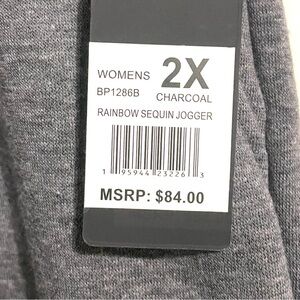 WOMENS 2X
BP1286B CHARCOAL
RAINBOW SEQUIN JOGGER
1 95944 23226 3
MSRP: $84.00